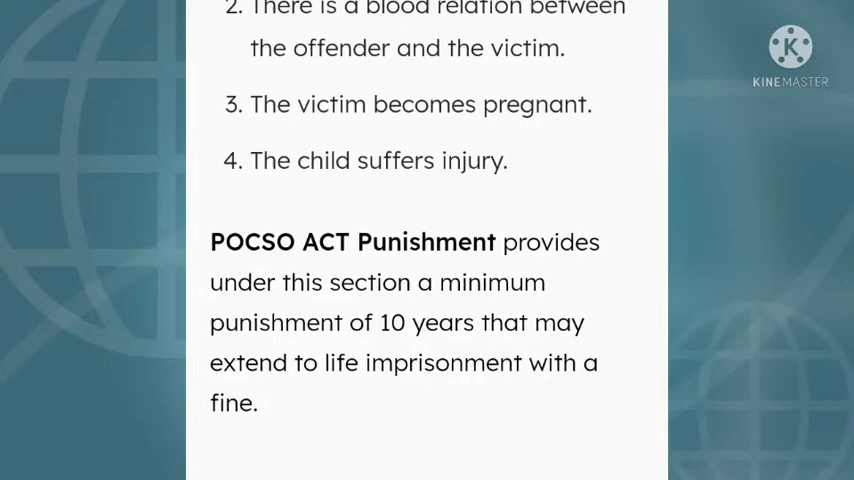 2. There is a blood relation between
the offender and the victim.
3. The victim becomes pregnant.
4. The child suffers injury.
POCSO ACT Punishment provides
under this section a minimum
punishment of 10 years that may
extend to life imprisonment with a
fine.
K
KINEMASTER